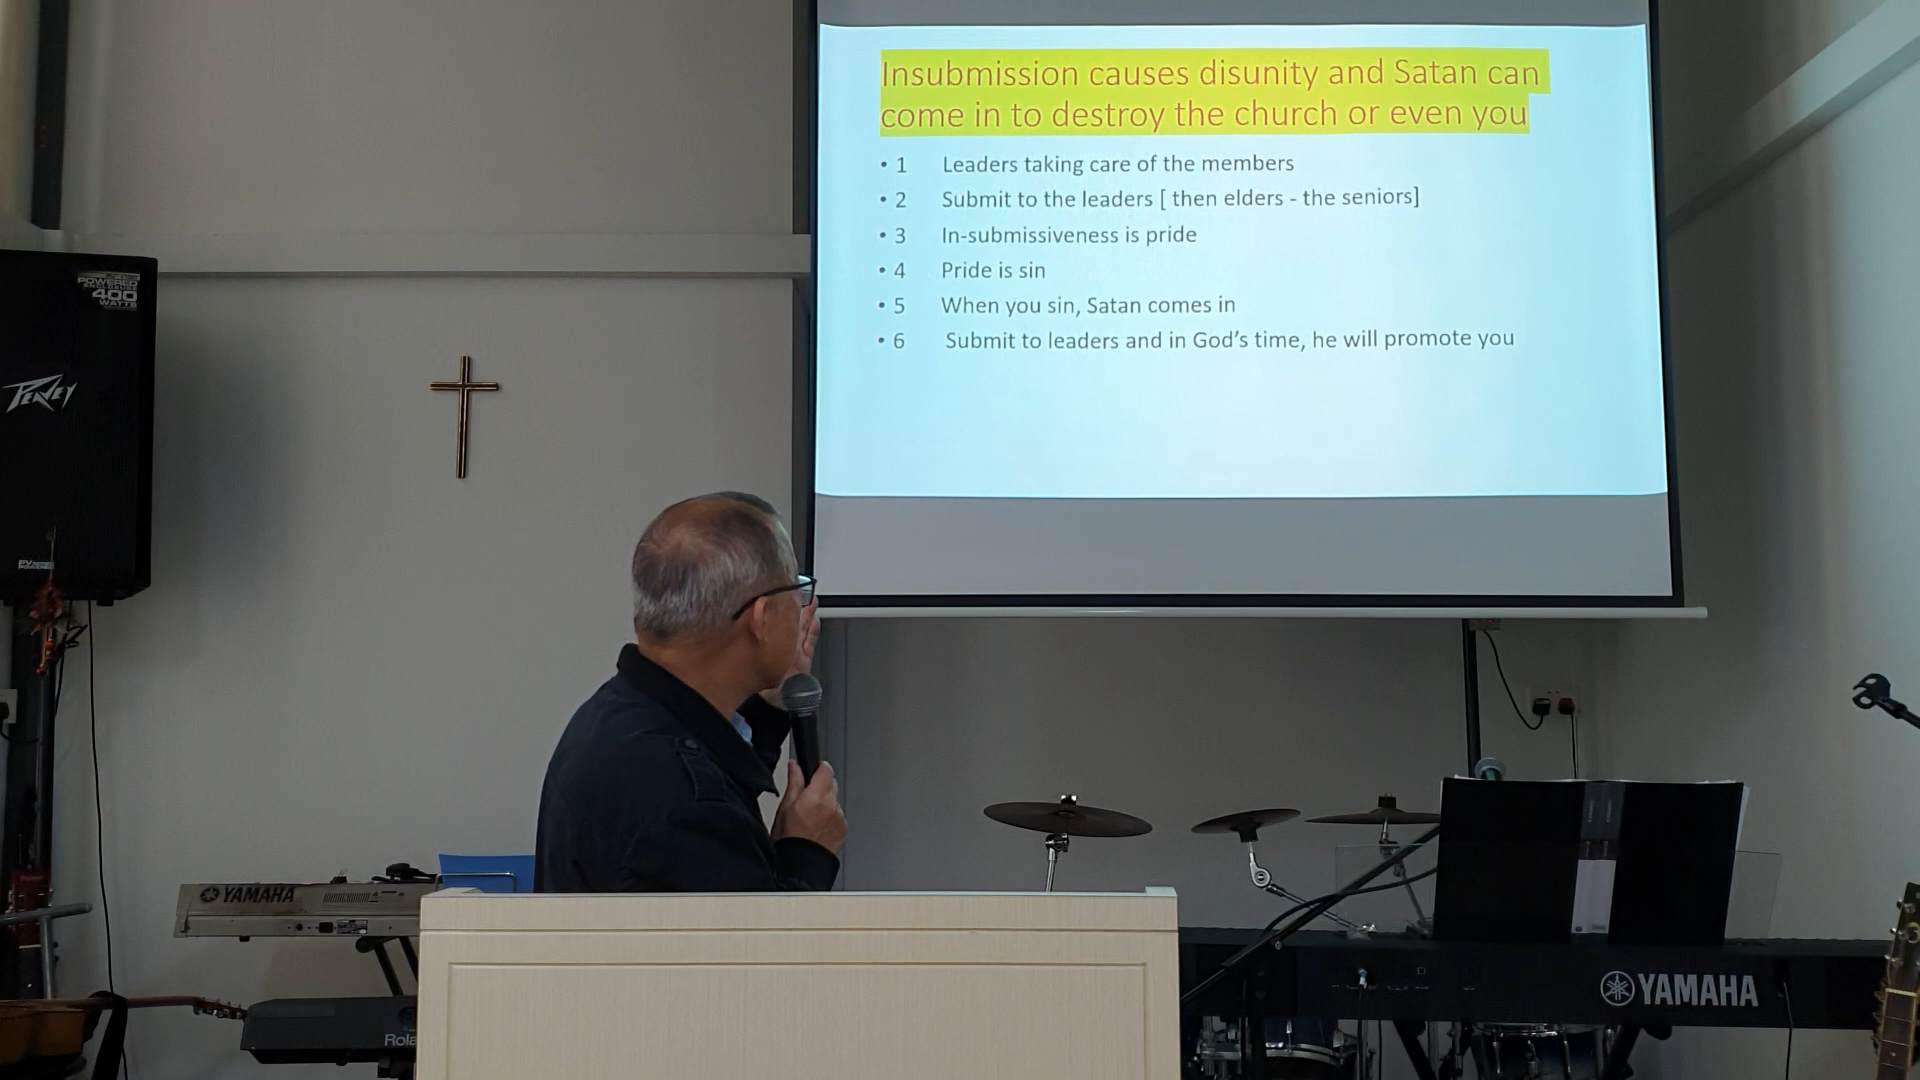 Insubmission causes disunity and Satan can
come in to destroy the church or even you
• 1 Leaders taking care of the members
• 2 Submit to the leaders [ then elders - the seniors]
• 3 In-submissiveness is pride
• 4 Pride is sin
• 5 When you sin, Satan comes in
• 6 Submit to leaders and in God's time, he will promote you
POWERED
ENCLOSURE
400
WATTS
PEAVEY
PV
POWERED
YAMAHA
Rola
YAMAHA